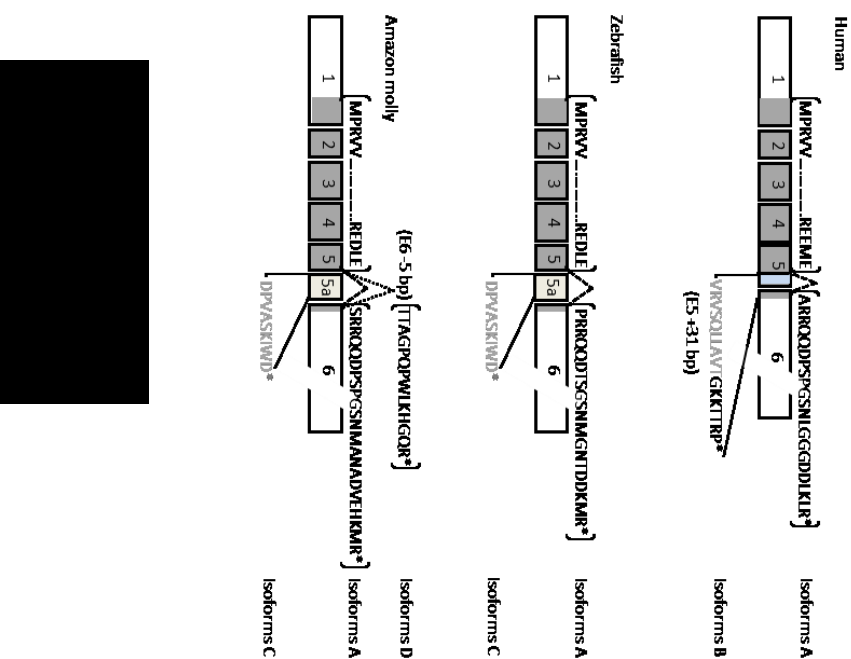 Human
[MPRVV----------REEME] [ARRQQDPSPGSNLGGGDDLKLR*] Isoforms A
1 2 3 4 5 6
VRVSQLLAVTGKKITRP* Isoforms B
(E5 +31 bp)
Zebrafish
[MPRVV----------REDLE] [PRRQQDTSGSNMGNTDDKMR*] Isoforms A
1 2 3 4 5 5a 6
DPVASKIWD* Isoforms C
Amazon molly
(E6 -5 bp) [TTAGPQPWLKHGQR*] Isoforms D
[MPRVV----------REDLE] [SRRQQDPSPGSNMANADVEHKMR*] Isoforms A
1 2 3 4 5 5a 6
DPVASKIWD* Isoforms C